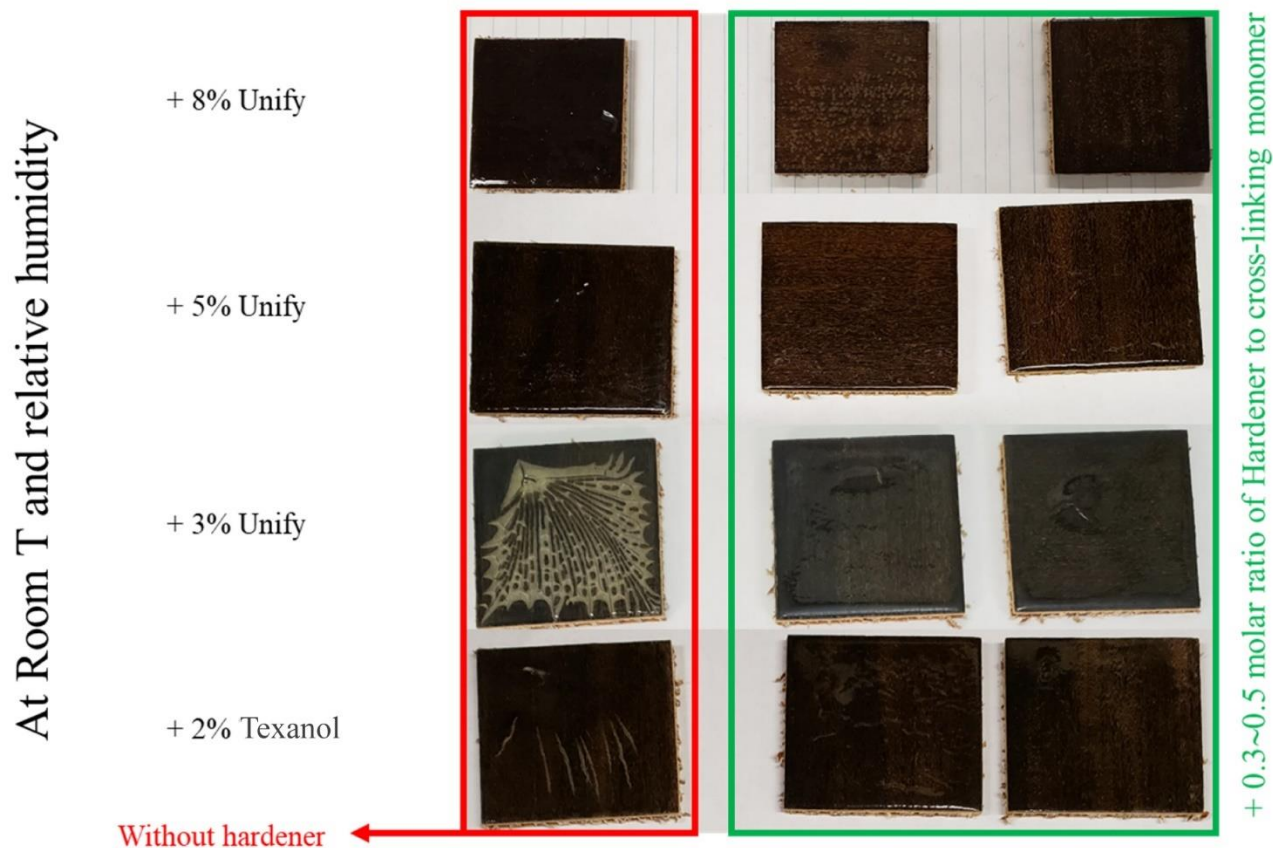 At Room T and relative humidity
+ 8% Unify
+ 5% Unify
+ 3% Unify
+ 2% Texanol
Without hardener
+ 0.3~0.5 molar ratio of Hardener to cross-linking monomer